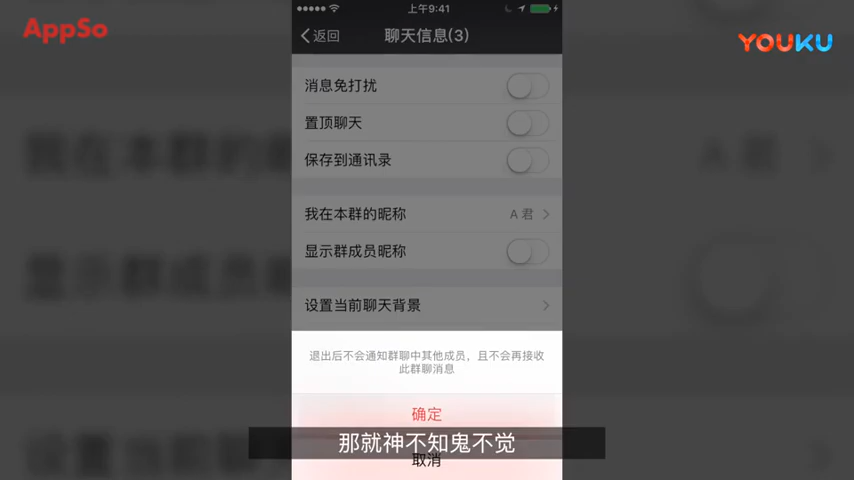 AppSo
YOUKU
上午9:41
返回
聊天信息(3)
消息免打扰
置顶聊天
保存到通讯录
我在本群的昵称
A 君
显示群成员昵称
设置当前聊天背景
退出后不会通知群聊中其他成员，且不会再接收
此群聊消息
确定
那就神不知鬼不觉
取消